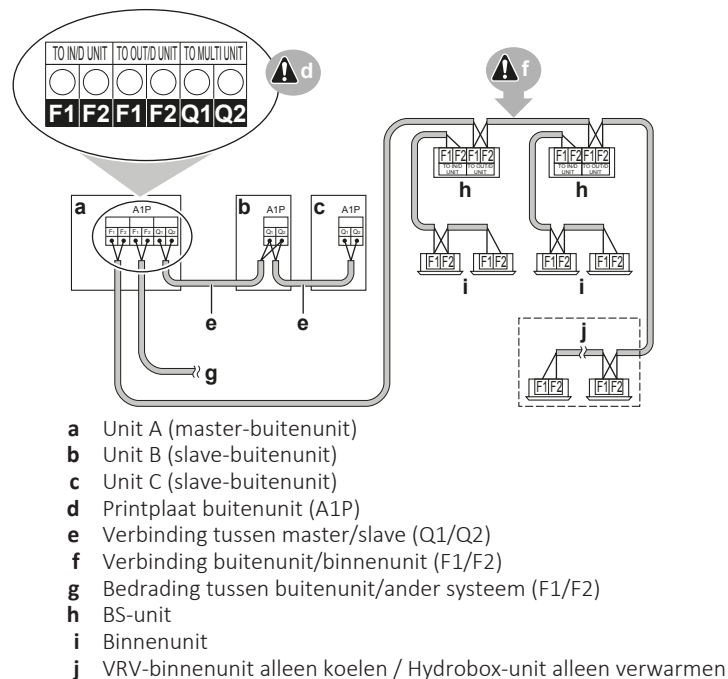 TO IN/D UNIT TO OUT/D UNIT TO MULTI UNIT
F1 F2 F1 F2 Q1 Q2
d
f
F1 F2 F1 F2
TO IN/D UNIT TO OUT/D UNIT
h
F1 F2 F1 F2
TO IN/D UNIT TO OUT/D UNIT
h
a
A1P
F1 F2 F1 F2 Q1 Q2
b
A1P
Q1 Q2
c
A1P
Q1 Q2
F1 F2
F1 F2
i
F1 F2
F1 F2
i
e
e
g
j
F1 F2
F1 F2
a Unit A (master-buitenunit)
b Unit B (slave-buitenunit)
c Unit C (slave-buitenunit)
d Printplaat buitenunit (A1P)
e Verbinding tussen master/slave (Q1/Q2)
f Verbinding buitenunit/binnenunit (F1/F2)
g Bedrading tussen buitenunit/ander systeem (F1/F2)
h BS-unit
i Binnenunit
j VRV-binnenunit alleen koelen / Hydrobox-unit alleen verwarmen